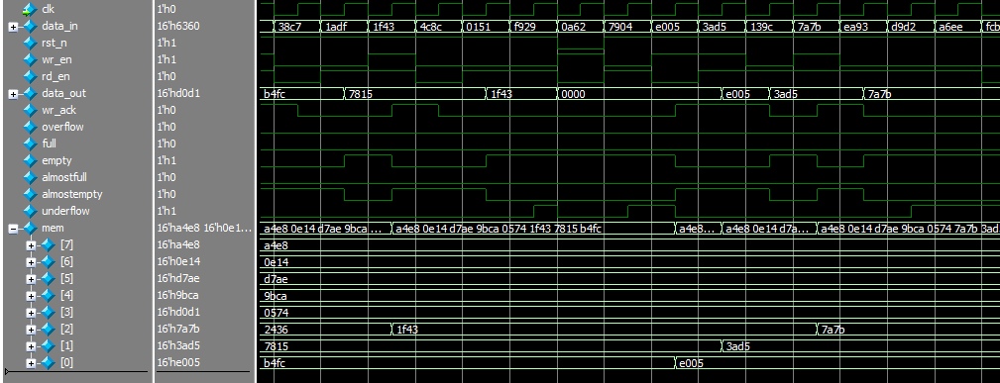 clk 1'h0
data_in 16'h6360 38c7 1adf 1f43 4c8c 0151 f929 0a62 7904 e005 3ad5 139c 7a7b ea93 d9d2 a6ee fcb
rst_n 1'h1
wr_en 1'h1
rd_en 1'h0
data_out 16'hd0d1 b4fc 7815 1f43 0000 e005 3ad5 7a7b
wr_ack 1'h0
overflow 1'h0
full 1'h0
empty 1'h1
almostfull 1'h0
almostempty 1'h0
underflow 1'h1
mem 16'ha4e8 16'h0e1... a4e8 0e14 d7ae 9bca ... a4e8 0e14 d7ae 9bca 0574 1f43 7815 b4fc a4e8... a4e8 0e14 d7a... a4e8 0e14 d7ae 9bca 0574 7a7b 3ad
[7] 16'ha4e8 a4e8
[6] 16'h0e14 0e14
[5] 16'hd7ae d7ae
[4] 16'h9bca 9bca
[3] 16'hd0d1 0574
[2] 16'h7a7b 2436 1f43 7a7b
[1] 16'h3ad5 7815 3ad5
[0] 16'he005 b4fc e005